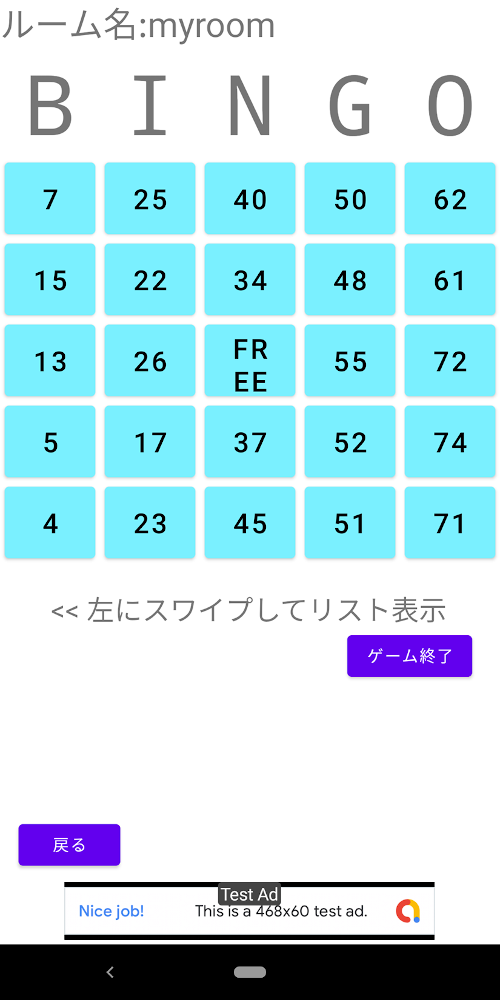 ルーム名:myroom
B I N G O
7 25 40 50 62
15 22 34 48 61
13 26 FR 55 72
EE
5 17 37 52 74
4 23 45 51 71
<< 左にスワイプしてリスト表示
ゲーム終了
戻る
Test Ad
Nice job! This is a 468x60 test ad.